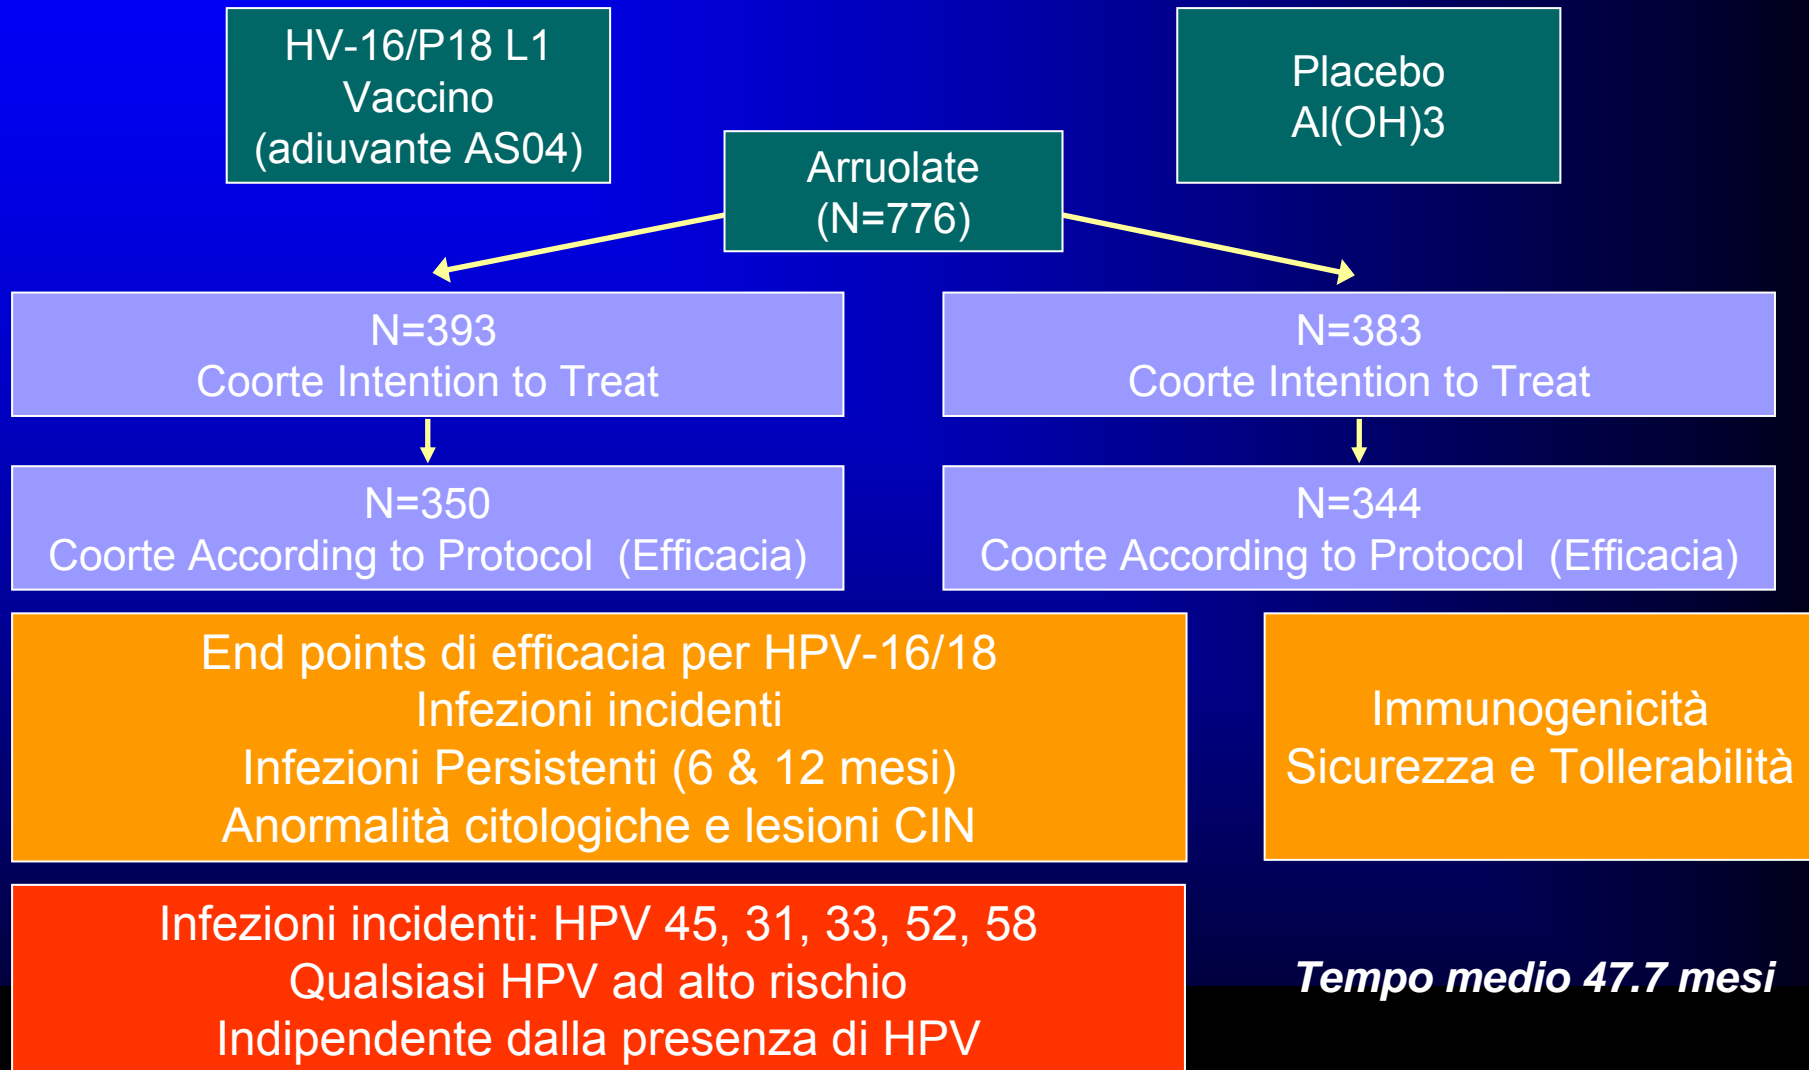 HV-16/P18 L1
Vaccino
(adiuvante AS04)
Placebo
Al(OH)3
Arruolate
(N=776)
N=393
Coorte Intention to Treat
N=383
Coorte Intention to Treat
N=350
Coorte According to Protocol (Efficacia)
N=344
Coorte According to Protocol (Efficacia)
End points di efficacia per HPV-16/18
Infezioni incidenti
Infezioni Persistenti (6 & 12 mesi)
Anormalità citologiche e lesioni CIN
Immunogenicità
Sicurezza e Tollerabilità
Infezioni incidenti: HPV 45, 31, 33, 52, 58
Qualsiasi HPV ad alto rischio
Indipendente dalla presenza di HPV
Tempo medio 47.7 mesi